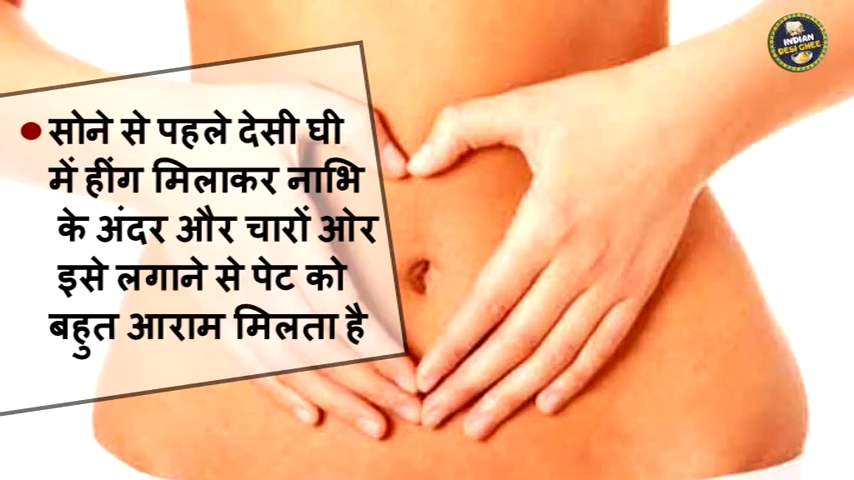 सोने से पहले देसी घी
में हींग मिलाकर नाभि
के अंदर और चारों ओर
इसे लगाने से पेट को
बहुत आराम मिलता है
INDIAN
DESI GHEE